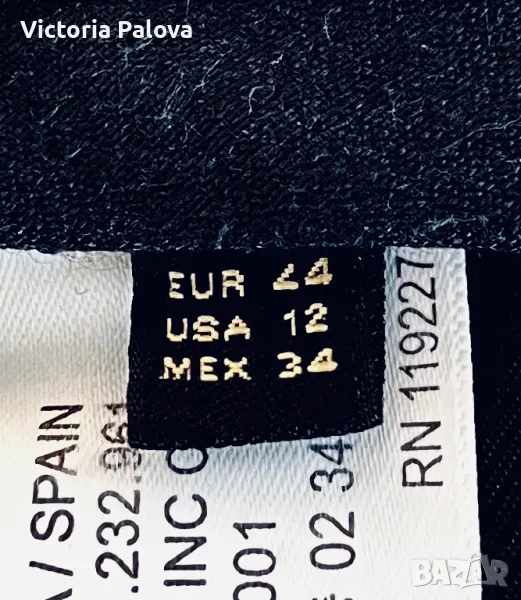 Victoria Palova
EUR 44
USA 12
MEX 34
RN 119227
A / SPAIN
.232.961
INC
001
02 34
BAZAR